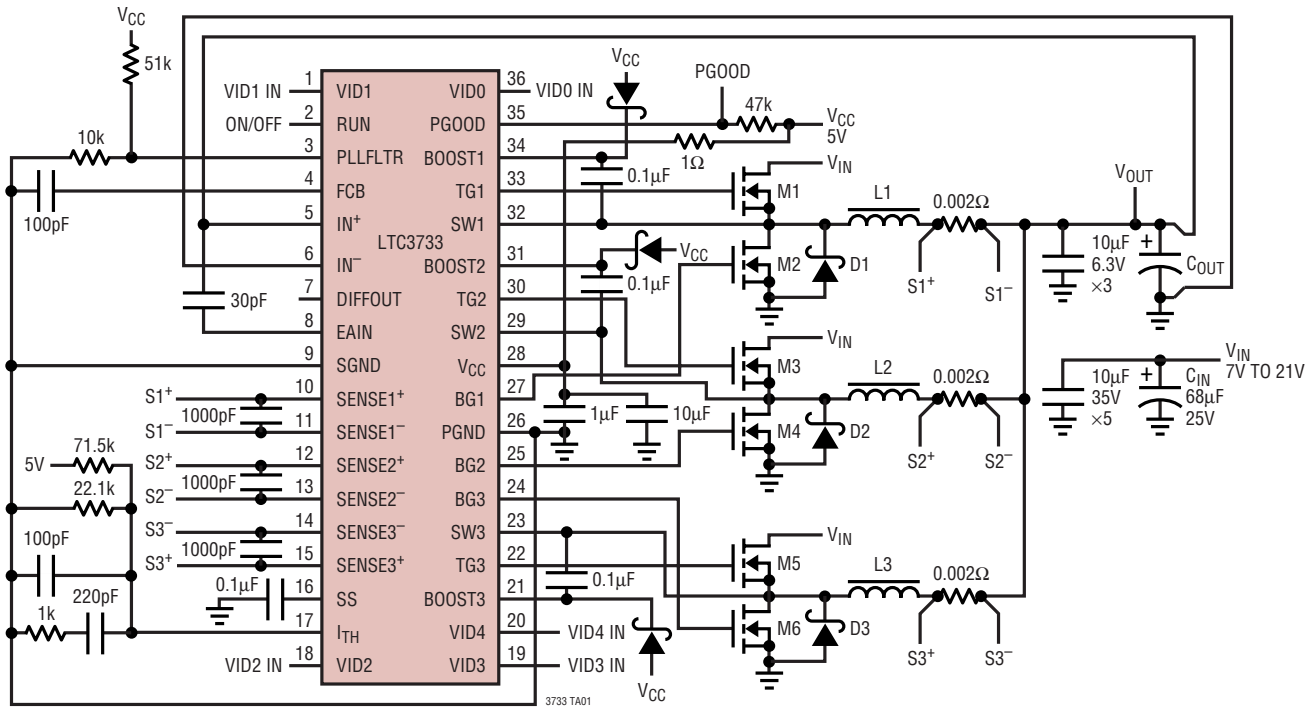 VCC
51k
10k
100pF
30pF
VID1 IN
ON/OFF
1
2
3
4
5
6
7
8
9
10
11
12
13
14
15
16
17
18
VID1
RUN
PLLFLTR
FCB
IN+
IN−
DIFFOUT
EAIN
SGND
SENSE1+
SENSE1−
SENSE2+
SENSE2−
SENSE3−
SENSE3+
SS
ITH
VID2
LTC3733
VID0
PGOOD
BOOST1
TG1
SW1
BOOST2
TG2
SW2
VCC
BG1
PGND
BG2
BG3
SW3
TG3
BOOST3
VID4
VID3
36
35
34
33
32
31
30
29
28
27
26
25
24
23
22
21
20
19
S1+
S1−
S2+
S2−
S3−
S3+
1000pF
1000pF
1000pF
71.5k
5V
22.1k
100pF
1k
220pF
0.1µF
VID2 IN
VID0 IN
VCC
PGOOD
47k
VCC
5V
1Ω
0.1µF
VCC
0.1µF
1µF
10µF
0.1µF
VID4 IN
VID3 IN
VCC
VIN
M1
M2
D1
L1
0.002Ω
S1+
S1−
VIN
M3
M4
D2
L2
0.002Ω
S2+
S2−
VIN
M5
M6
D3
L3
0.002Ω
S3+
S3−
VOUT
10µF
6.3V
×3
+
COUT
VIN
7V TO 21V
10µF
35V
×5
+
CIN
68µF
25V
3733 TA01